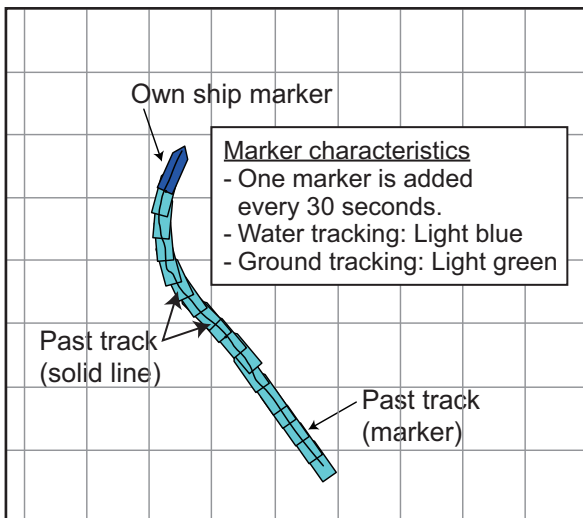 Own ship marker
Marker characteristics
- One marker is added
every 30 seconds.
- Water tracking: Light blue
- Ground tracking: Light green
Past track
(solid line)
Past track
(marker)